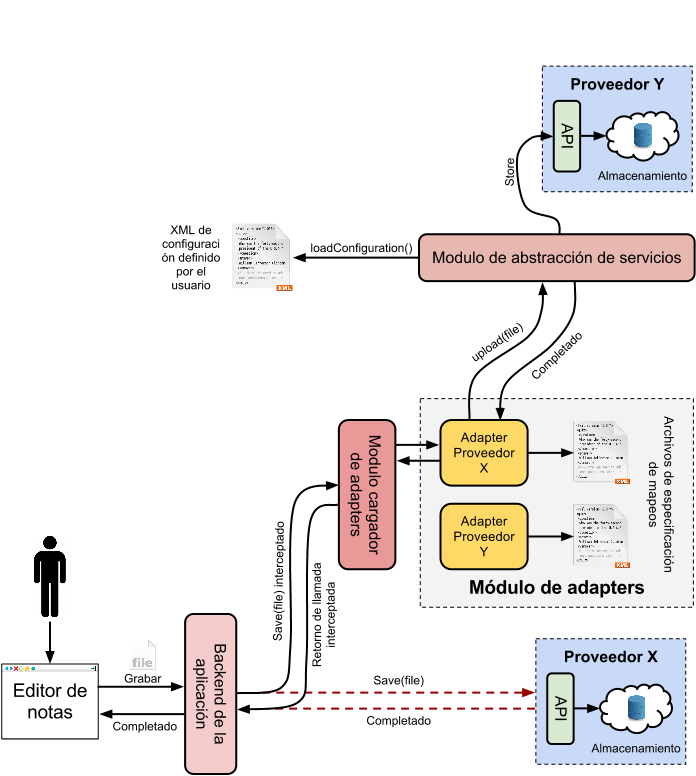 Proveedor Y
API
Almacenamiento
Store
XML de
configuraci
ón definido
por el
usuario
XML
loadConfiguration()
Modulo de abstracción de servicios
upload(file)
Completado
Modulo cargador
de adapters
Adapter
Proveedor
X
XML
Archivos de especificación
de mapeos
Adapter
Proveedor
Y
XML
Módulo de adapters
Save(file) interceptado
Retorno de llamada
interceptada
Editor de
notas
file
Grabar
Completado
Backend de la
aplicación
Save(file)
Completado
Proveedor X
API
Almacenamiento